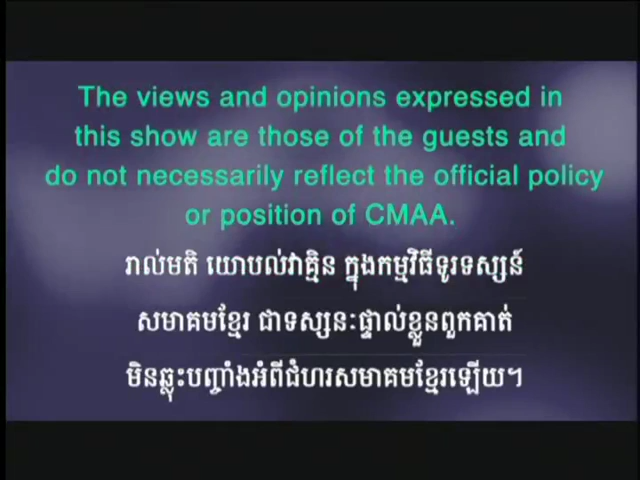 The views and opinions expressed in
this show are those of the guests and
do not necessarily reflect the official policy
or position of CMAA.
រាល់មតិ យោបល់វាគ្មិន ក្នុងកម្មវិធីទូរទស្សន៍
សមាគមខ្មែរ ជាទស្សនៈផ្ទាល់ខ្លួនពួកគាត់
មិនឆ្លុះបញ្ចាំងអំពីជំហរសមាគមខ្មែរឡើយ។